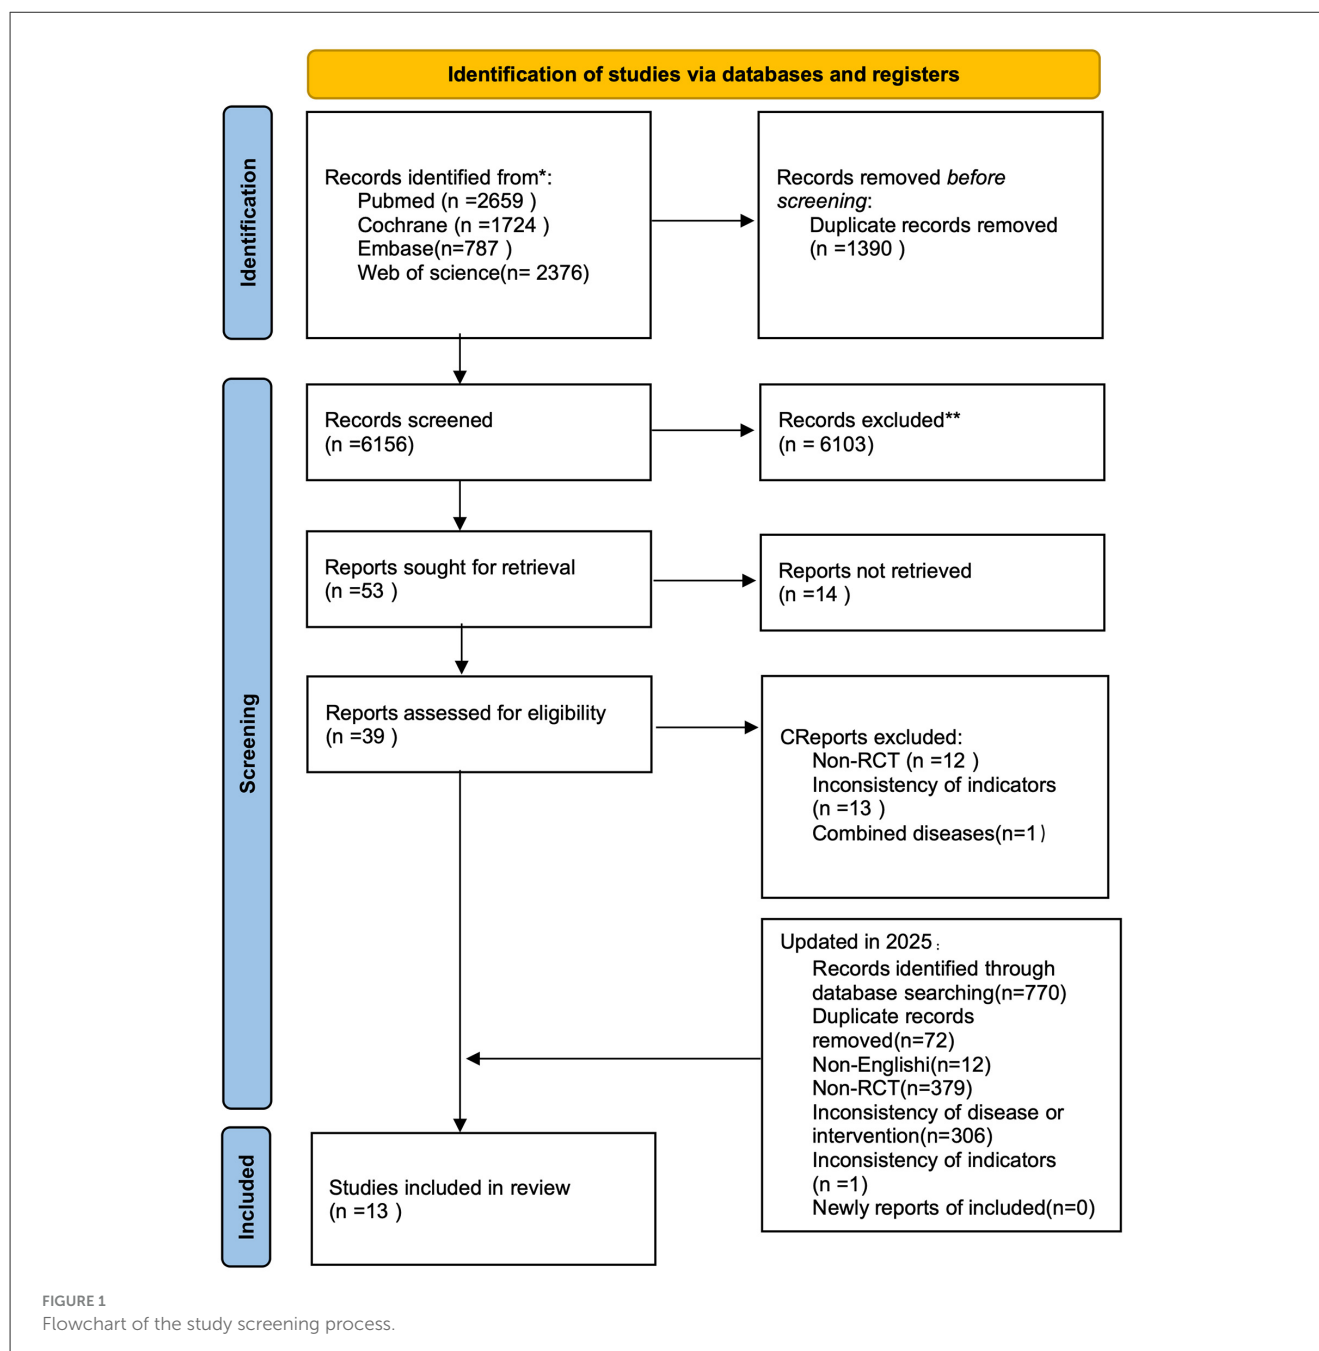 Identification of studies via databases and registers
Identification
Records identified from*:
Pubmed (n =2659 )
Cochrane (n =1724 )
Embase(n=787 )
Web of science(n= 2376)
Records removed before
screening:
Duplicate records removed
(n =1390 )
Screening
Records screened
(n =6156)
Records excluded**
(n = 6103)
Reports sought for retrieval
(n =53 )
Reports not retrieved
(n =14 )
Reports assessed for eligibility
(n =39 )
CReports excluded:
Non-RCT (n =12 )
Inconsistency of indicators
(n =13 )
Combined diseases(n=1)
Updated in 2025:
Records identified through
database searching(n=770)
Duplicate records
removed(n=72)
Non-Englishi(n=12)
Non-RCT(n=379)
Inconsistency of disease or
intervention(n=306)
Inconsistency of indicators
(n =1)
Newly reports of included(n=0)
Included
Studies included in review
(n =13 )
FIGURE 1
Flowchart of the study screening process.